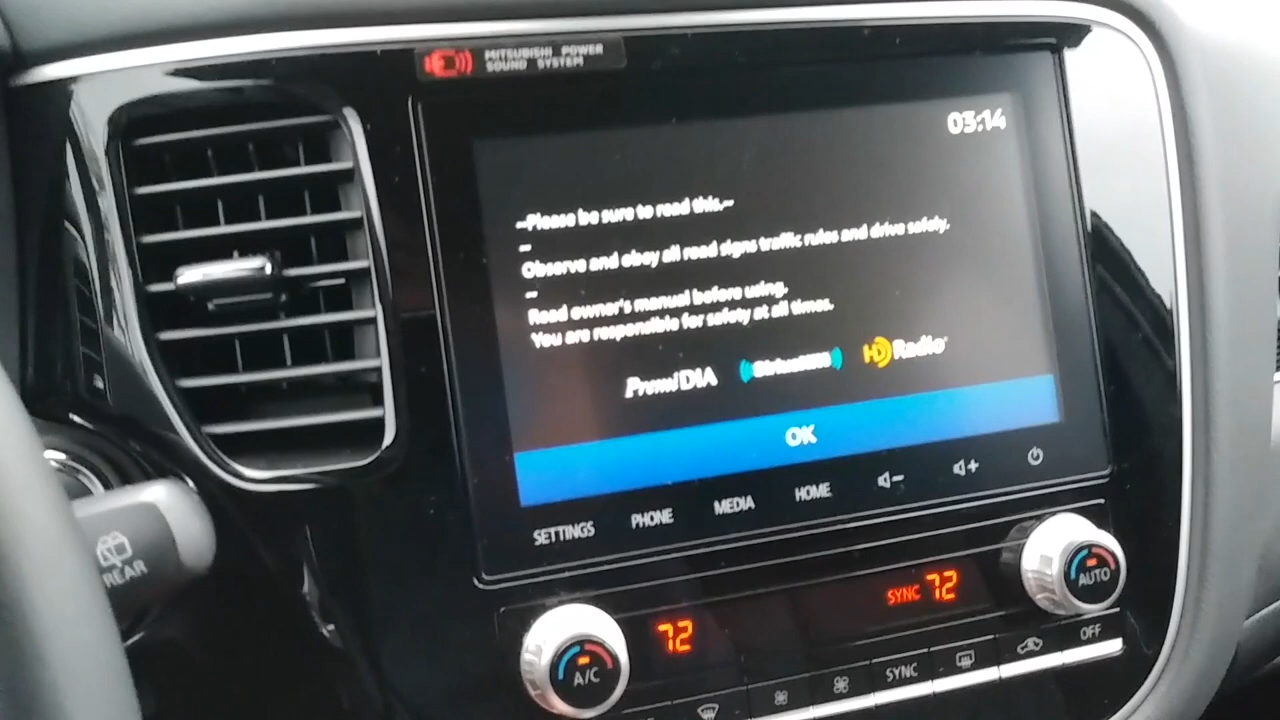 MITSUBISHI POWER
SOUND SYSTEM
03:14
--Please be sure to read this.--
--
Observe and obey all road signs traffic rules and drive safely.
--
Read owner's manual before using.
You are responsible for safety at all times.
PremiDIA SiriusXM HD Radio
OK
SETTINGS PHONE MEDIA HOME
REAR
72 SYNC 72
A/C AUTO
SYNC OFF